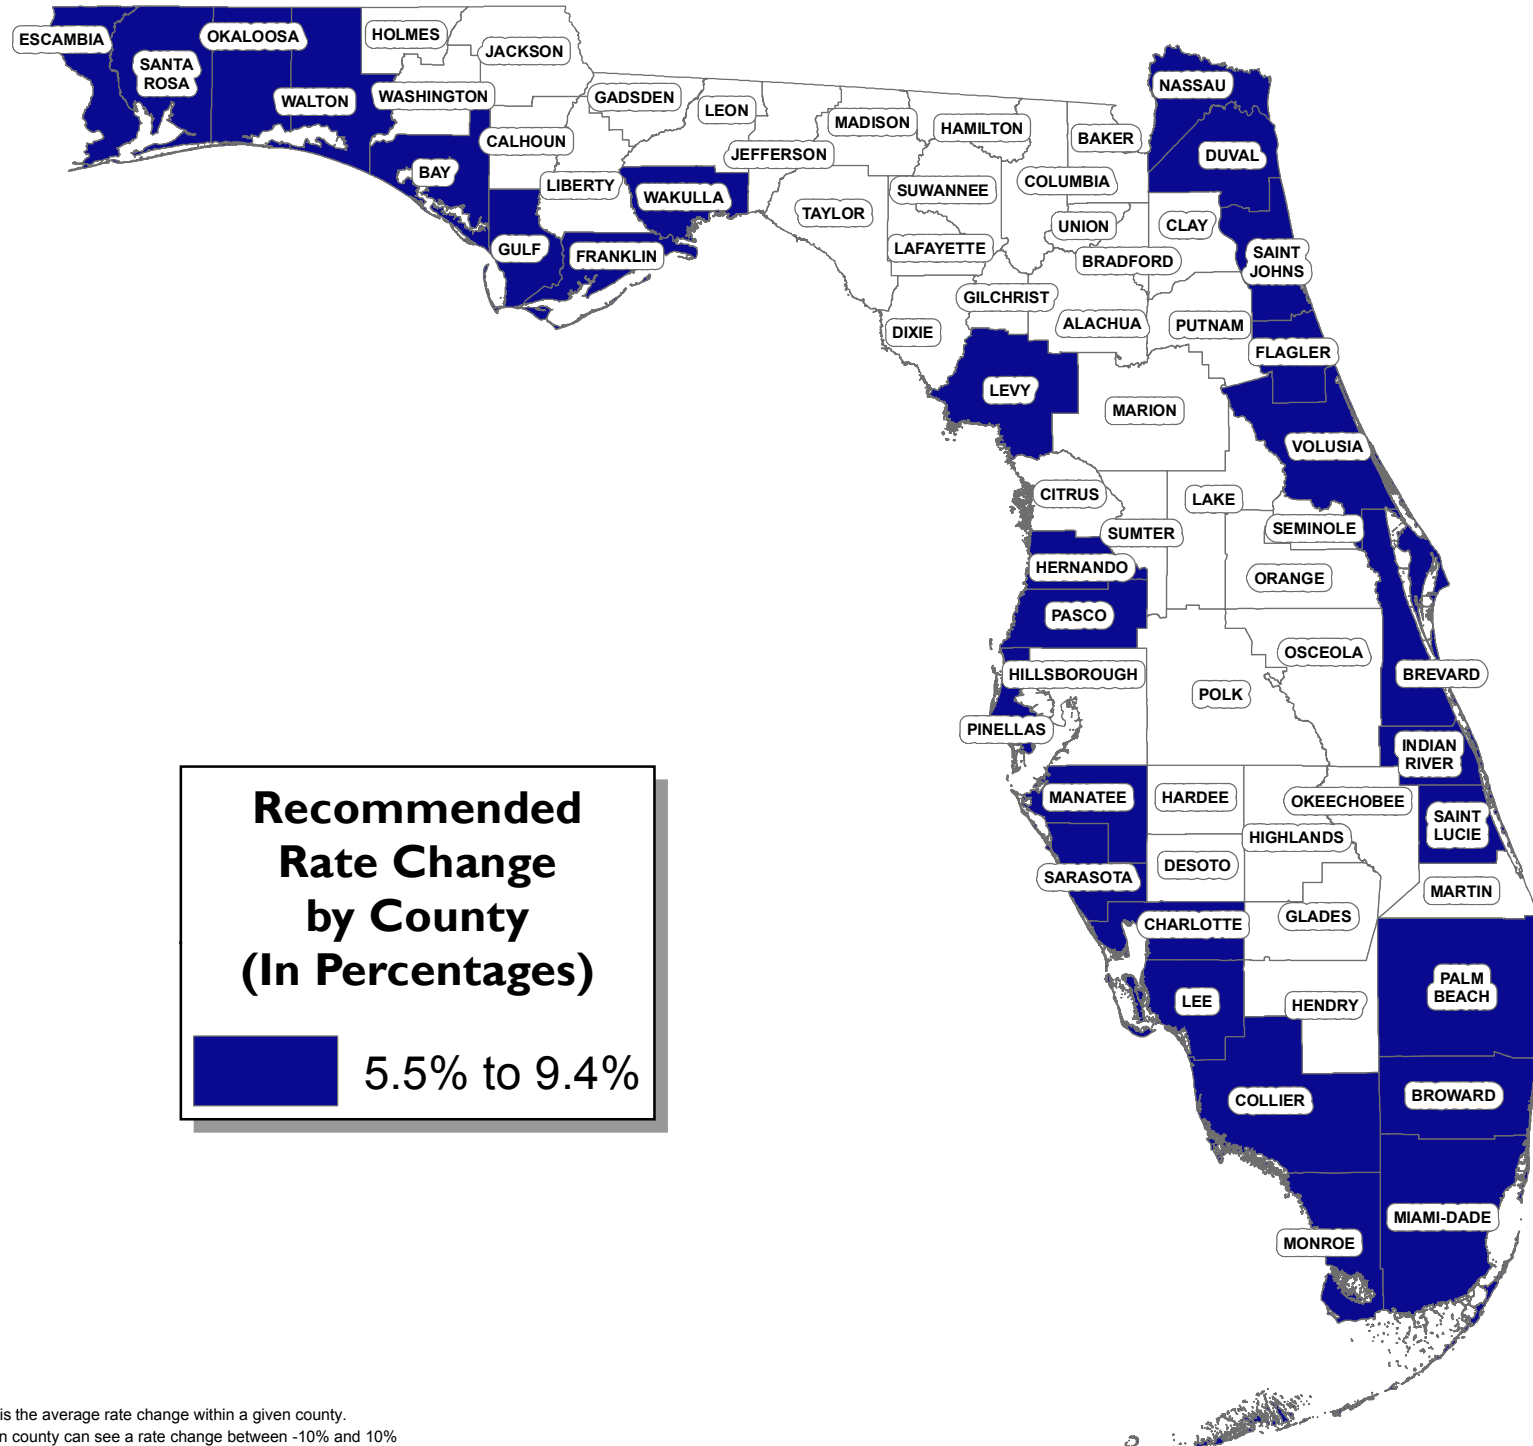 ESCAMBIA
SANTA
ROSA
OKALOOSA
WALTON
HOLMES
JACKSON
WASHINGTON
BAY
CALHOUN
GULF
GADSDEN
LIBERTY
FRANKLIN
LEON
WAKULLA
JEFFERSON
MADISON
TAYLOR
HAMILTON
SUWANNEE
LAFAYETTE
DIXIE
COLUMBIA
GILCHRIST
BAKER
UNION
BRADFORD
ALACHUA
NASSAU
DUVAL
CLAY
SAINT
JOHNS
PUTNAM
FLAGLER
LEVY
MARION
VOLUSIA
CITRUS
LAKE
SUMTER
SEMINOLE
HERNANDO
ORANGE
PASCO
OSCEOLA
HILLSBOROUGH
POLK
BREVARD
PINELLAS
INDIAN
RIVER
MANATEE
HARDEE
OKEECHOBEE
HIGHLANDS
SAINT
LUCIE
DESOTO
SARASOTA
MARTIN
CHARLOTTE
GLADES
LEE
HENDRY
PALM
BEACH
COLLIER
BROWARD
MIAMI-DADE
MONROE
Recommended
Rate Change
by County
(In Percentages)
5.5% to 9.4%
is the average rate change within a given county.
n county can see a rate change between -10% and 10%